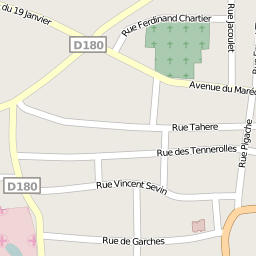 du 19 Janvier
Rue Ferdinand Chartier
Rue Jacoulet
D180
Avenue du Maréc
Rue Tahere
Rue des Tennerolles
Rue Pigache
D180
Rue Vincent Sevin
Rue de Garches